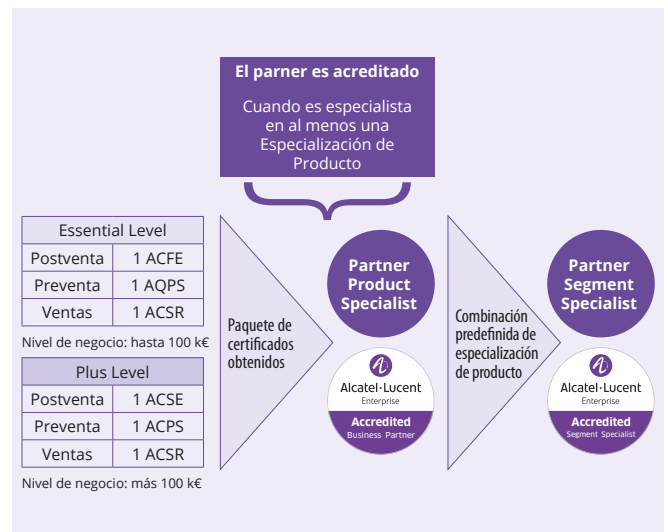 El parner es acreditado
Cuando es especialista
en al menos una
Especialización de
Producto
Essential Level
Postventa 1 ACFE
Preventa 1 AQPS
Ventas 1 ACSR
Nivel de negocio: hasta 100 k€
Plus Level
Postventa 1 ACSE
Preventa 1 ACPS
Ventas 1 ACSR
Nivel de negocio: más 100 k€
Paquete de
certificados
obtenidos
Partner
Product
Specialist
Alcatel·Lucent
Enterprise
Accredited
Business Partner
Combinación
predefinida de
especialización
de producto
Partner
Segment
Specialist
Alcatel·Lucent
Enterprise
Accredited
Segment Specialist